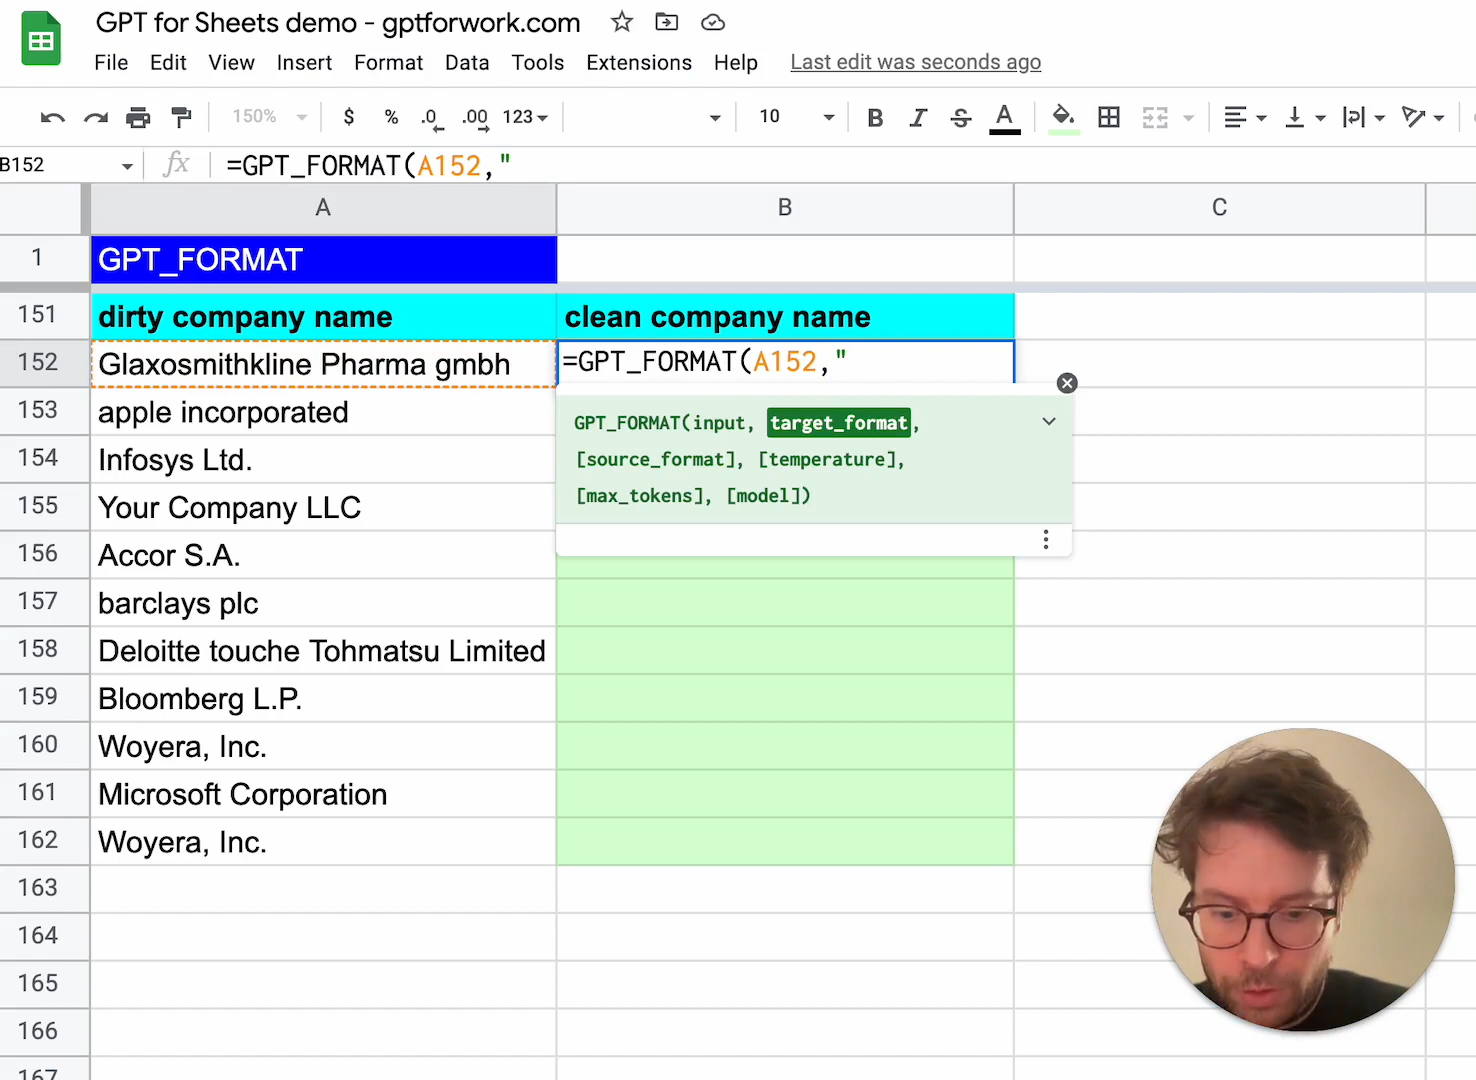 GPT for Sheets demo - gptforwork.com
File Edit View Insert Format Data Tools Extensions Help Last edit was seconds ago
150% $ % .0 .00 123 10 B I S A
B152 fx =GPT_FORMAT(A152,"
A B C
1 GPT_FORMAT
151 dirty company name clean company name
152 Glaxosmithkline Pharma gmbh =GPT_FORMAT(A152,"
153 apple incorporated
GPT_FORMAT(input, target_format,
154 Infosys Ltd.
[source_format], [temperature],
155 Your Company LLC
[max_tokens], [model])
156 Accor S.A.
157 barclays plc
158 Deloitte touche Tohmatsu Limited
159 Bloomberg L.P.
160 Woyera, Inc.
161 Microsoft Corporation
162 Woyera, Inc.
163
164
165
166
167